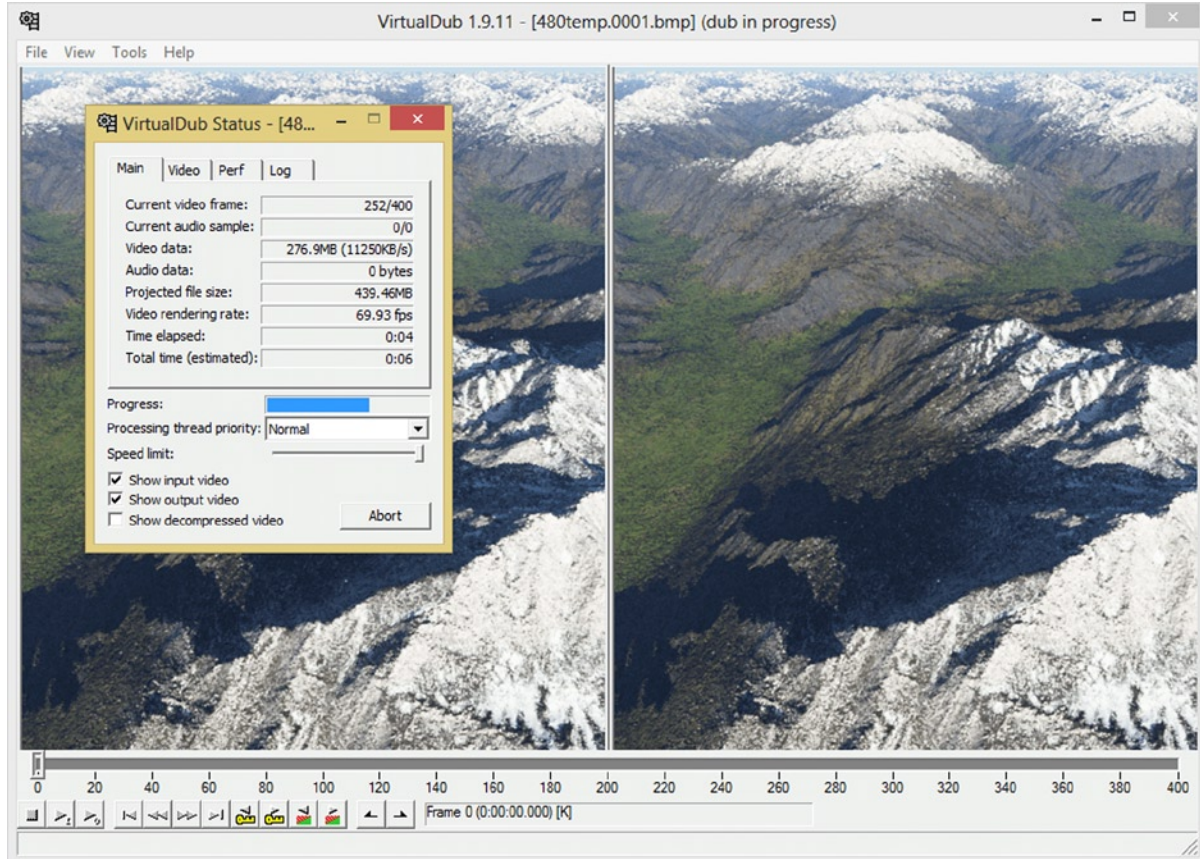 VirtualDub 1.9.11 - [480temp.0001.bmp] (dub in progress)
File View Tools Help
VirtualDub Status - [48...
Main Video Perf Log
Current video frame: 252/400
Current audio sample: 0/0
Video data: 276.9MB (11250KB/s)
Audio data: 0 bytes
Projected file size: 439.46MB
Video rendering rate: 69.93 fps
Time elapsed: 0:04
Total time (estimated): 0:06
Progress:
Processing thread priority: Normal
Speed limit:
Show input video
Show output video
Show decompressed video
Abort
0 20 40 60 80 100 120 140 160 180 200 220 240 260 280 300 320 340 360 380 400
Frame 0 (0:00:00.000) [K]